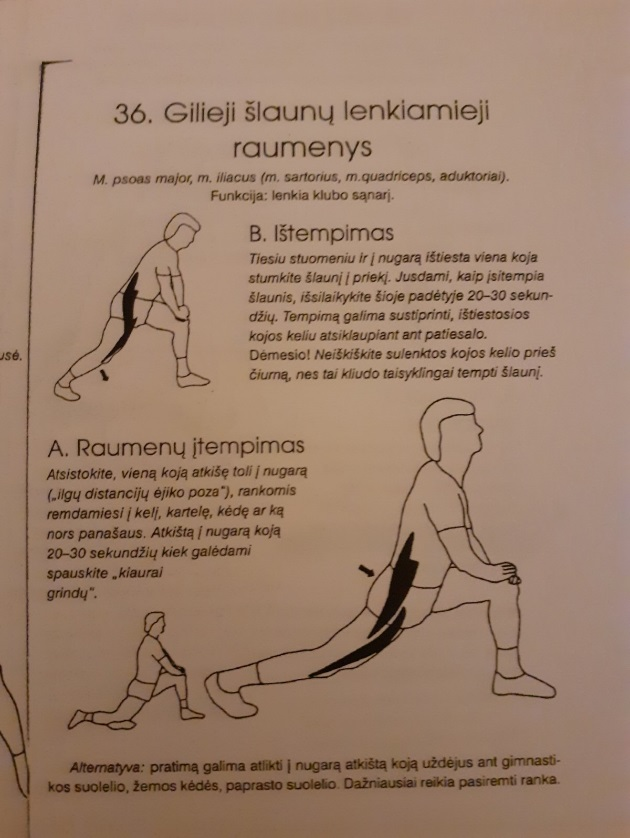 36. Gilieji šlaunų lenkiamieji
raumenys
M. psoas major, m. iliacus (m. sartorius, m.quadriceps, aduktoriai).
Funkcija: lenkia klubo sąnarį.
B. Ištempimas
Tiesiu stuomeniu ir į nugarą ištiesta viena koja
stumkite šlaunį į priekį. Jusdami, kaip įsitempia
šlaunis, išsilaikykite šioje padėtyje 20–30 sekun-
džių. Tempimą galima sustiprinti, ištiestosios
kojos keliu atsiklaupiant ant patiesalo.
Dėmesio! Neiškiškite sulenktos kojos kelio prieš
čiurną, nes tai kliudo taisyklingai tempti šlaunį.
usė.
A. Raumenų įtempimas
Atsistokite, vieną koją atkišę toli į nugarą
(„ilgų distancijų ėjiko poza"), rankomis
remdamiesi į kelį, kartelę, kėdę ar ką
nors panašaus. Atkištą į nugarą koją
20–30 sekundžių kiek galėdami
spauskite „kiaurai
grindų".
Alternatyva: pratimą galima atlikti į nugarą atkištą koją uždėjus ant gimnasti-
kos suolelio, žemos kėdės, paprasto suolelio. Dažniausiai reikia pasiremti ranka.